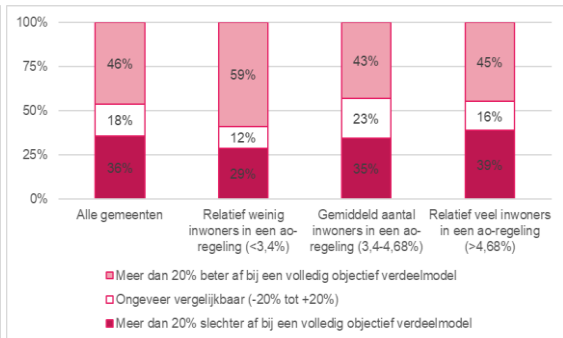 100%
75%
50%
25%
0%
46%
18%
36%
59%
12%
29%
43%
23%
35%
45%
16%
39%
Alle gemeenten
Relatief weinig
inwoners in een ao-
regeling (<3,4%)
Gemiddeld aantal
inwoners in een ao-
regeling (3,4-4,68%)
Relatief veel inwoners
in een ao-regeling
(>4,68%)
Meer dan 20% beter af bij een volledig objectief verdeelmodel
Ongeveer vergelijkbaar (-20% tot +20%)
Meer dan 20% slechter af bij een volledig objectief verdeelmodel